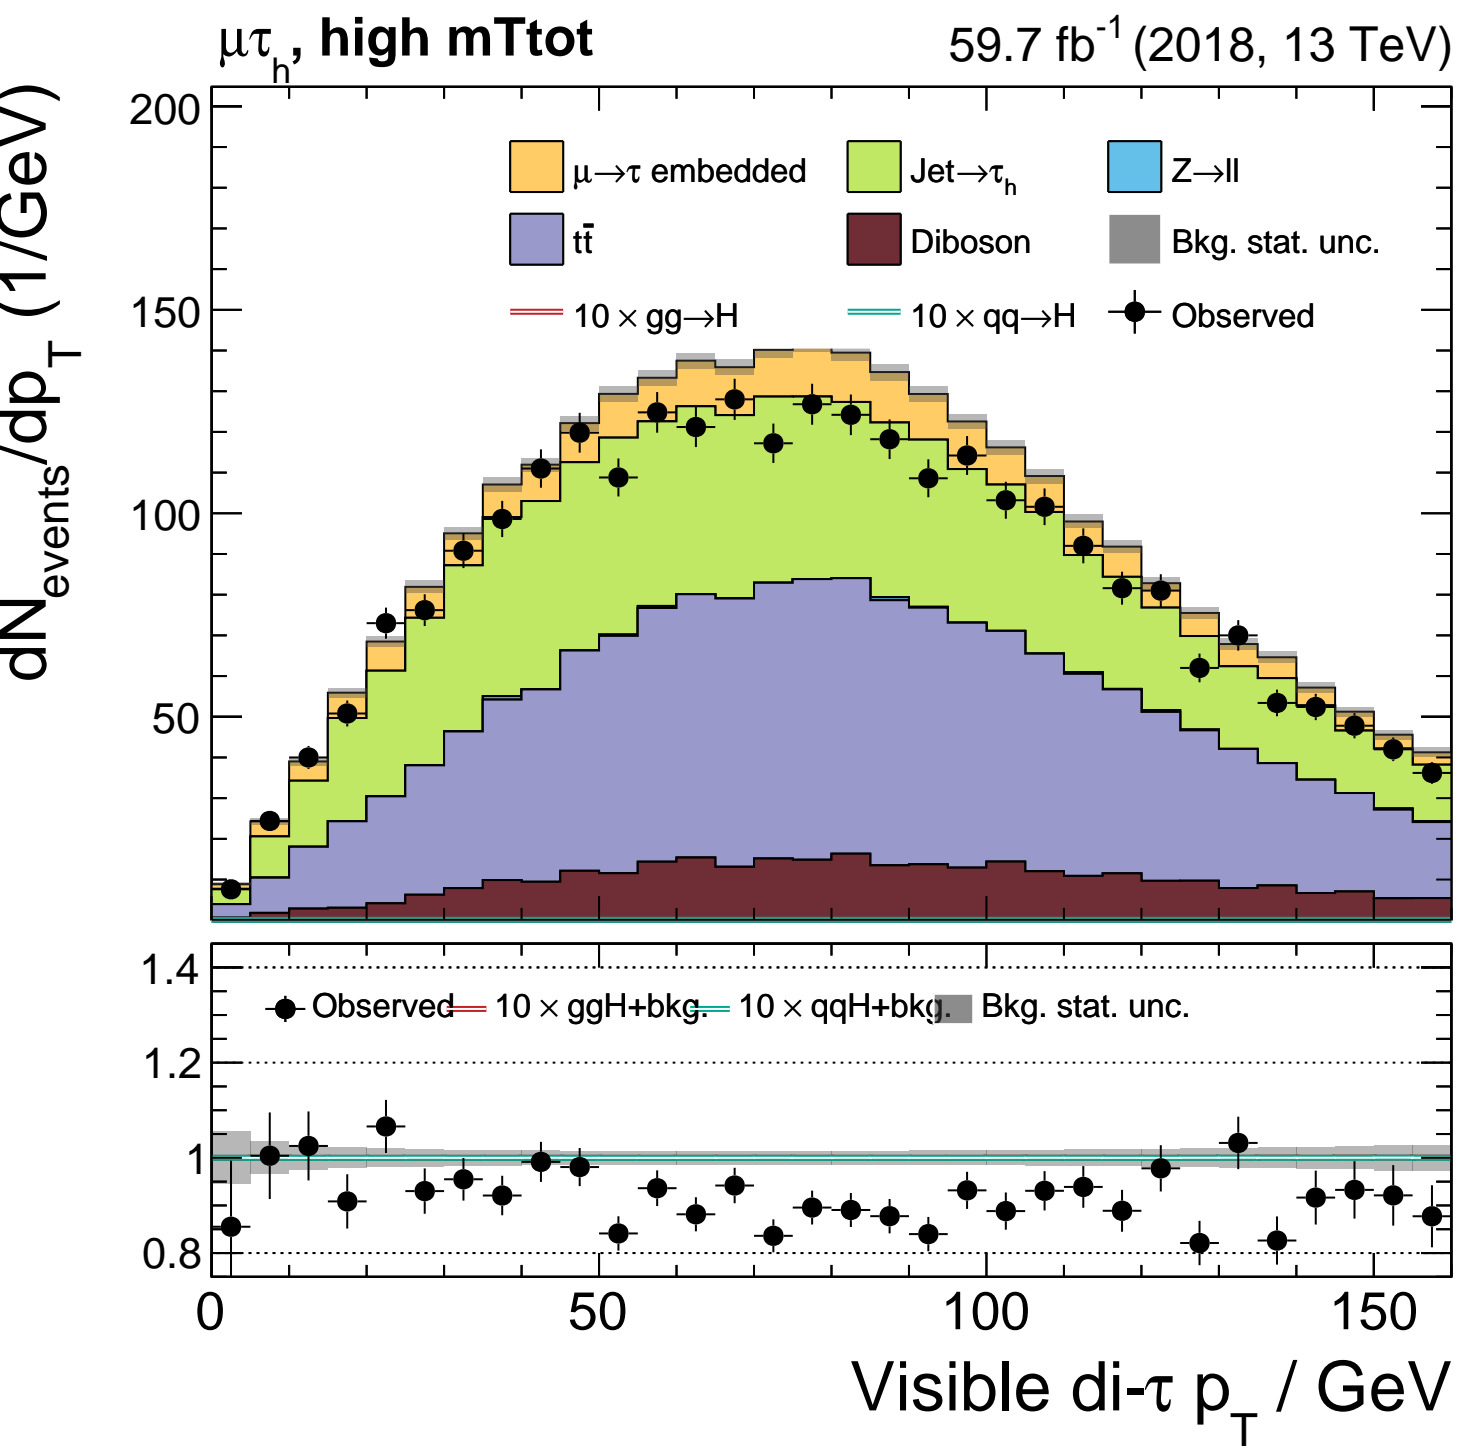 μτh, high mTtot 59.7 fb-1 (2018, 13 TeV)
dNevents/dpT (1/GeV)
200
150
100
50
μ→τ embedded Jet→τh Z→ll
tt̄ Diboson Bkg. stat. unc.
10 × gg→H 10 × qq→H Observed
1.4
1.2
1
0.8
Observed 10 × ggH+bkg. 10 × qqH+bkg. Bkg. stat. unc.
0 50 100 150
Visible di-τ pT / GeV